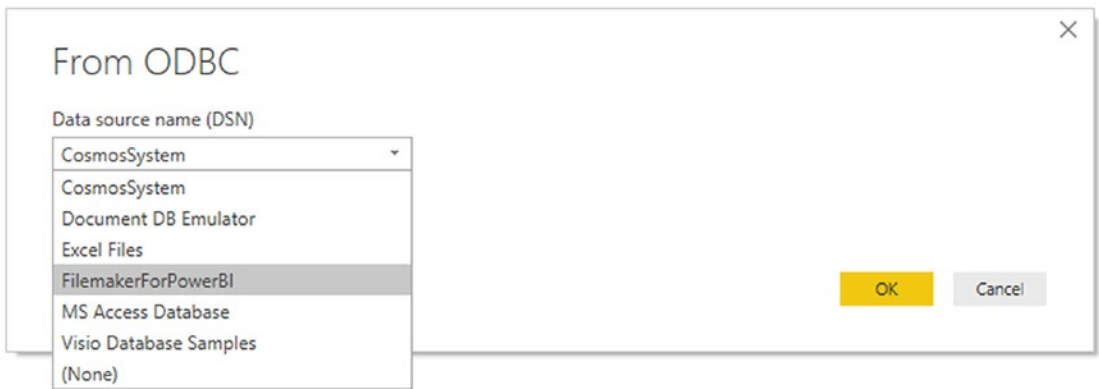 From ODBC
Data source name (DSN)
CosmosSystem
CosmosSystem
Document DB Emulator
Excel Files
FilemakerForPowerBI
MS Access Database
Visio Database Samples
(None)
OK Cancel